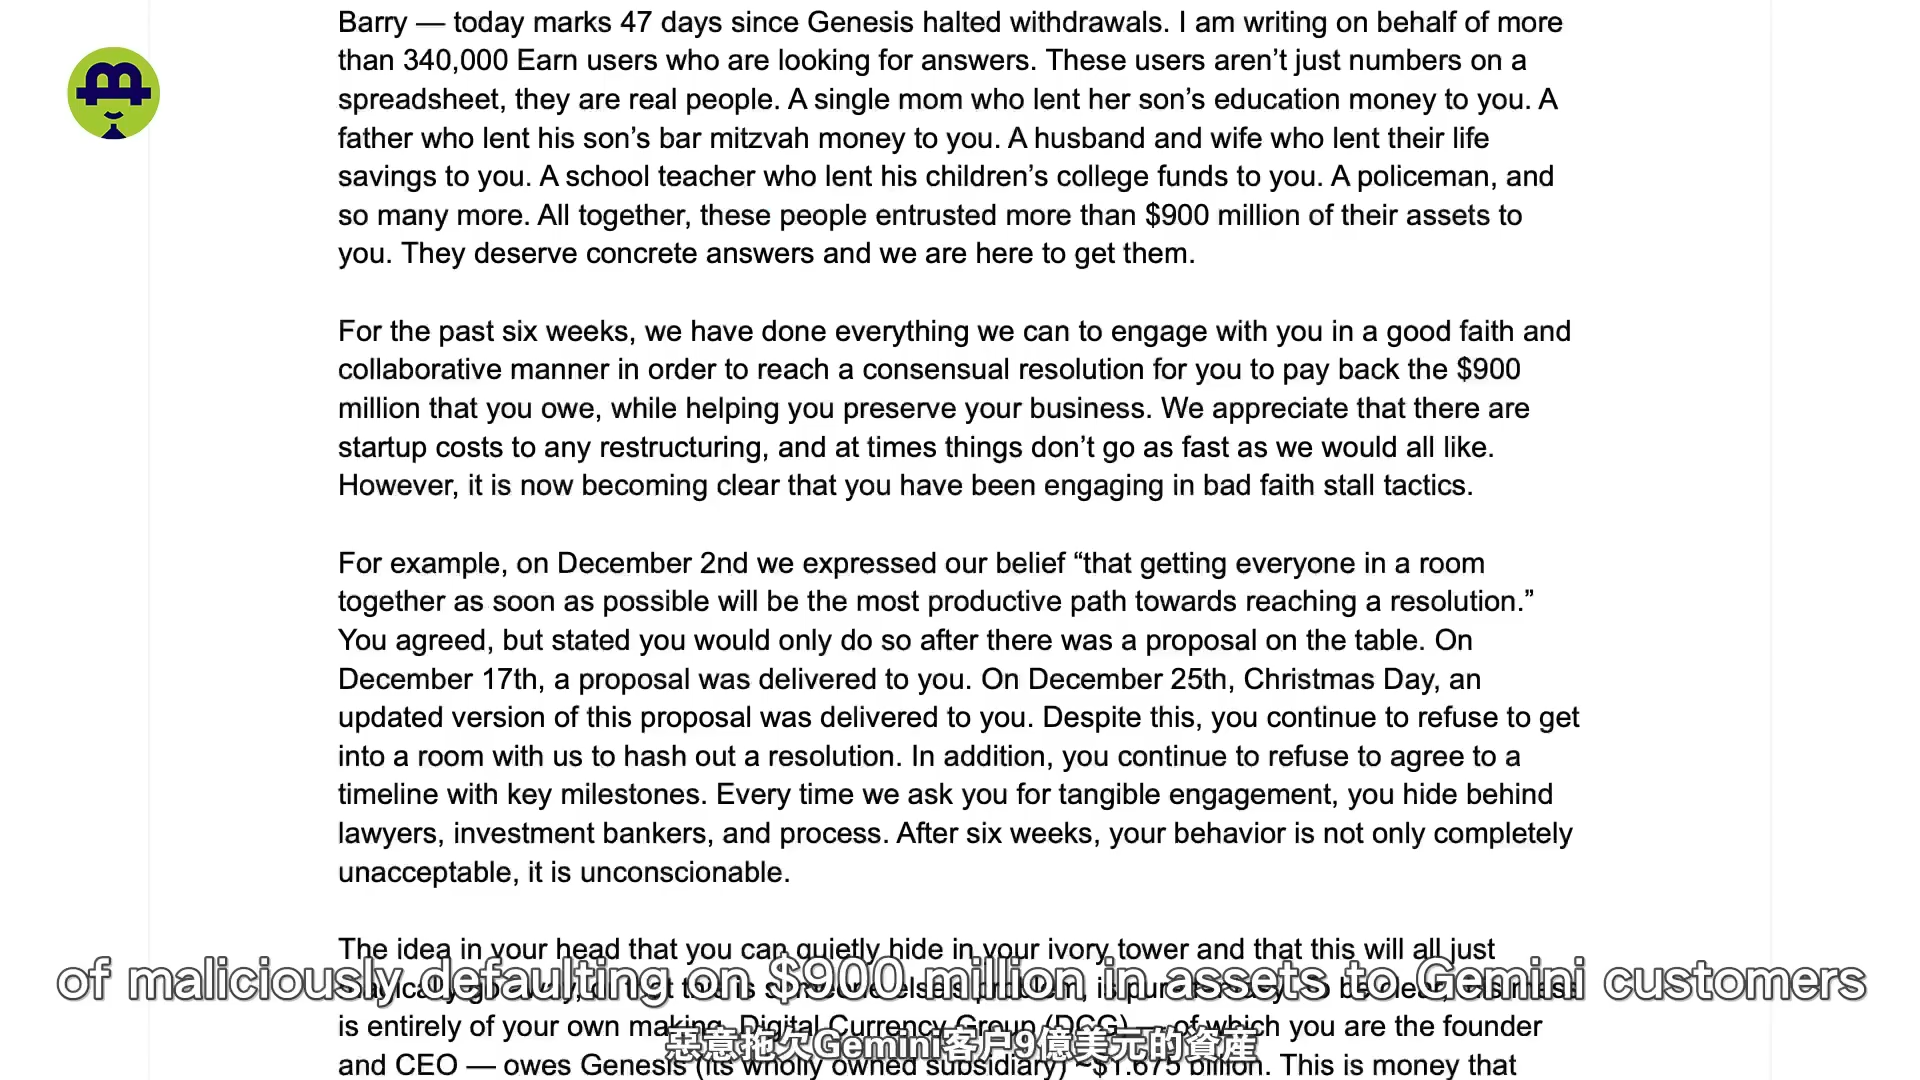 Barry — today marks 47 days since Genesis halted withdrawals. I am writing on behalf of more
than 340,000 Earn users who are looking for answers. These users aren’t just numbers on a
spreadsheet, they are real people. A single mom who lent her son’s education money to you. A
father who lent his son’s bar mitzvah money to you. A husband and wife who lent their life
savings to you. A school teacher who lent his children’s college funds to you. A policeman, and
so many more. All together, these people entrusted more than $900 million of their assets to
you. They deserve concrete answers and we are here to get them.
For the past six weeks, we have done everything we can to engage with you in a good faith and
collaborative manner in order to reach a consensual resolution for you to pay back the $900
million that you owe, while helping you preserve your business. We appreciate that there are
startup costs to any restructuring, and at times things don’t go as fast as we would all like.
However, it is now becoming clear that you have been engaging in bad faith stall tactics.
For example, on December 2nd we expressed our belief “that getting everyone in a room
together as soon as possible will be the most productive path towards reaching a resolution.”
You agreed, but stated you would only do so after there was a proposal on the table. On
December 17th, a proposal was delivered to you. On December 25th, Christmas Day, an
updated version of this proposal was delivered to you. Despite this, you continue to refuse to get
into a room with us to hash out a resolution. In addition, you continue to refuse to agree to a
timeline with key milestones. Every time we ask you for tangible engagement, you hide behind
lawyers, investment bankers, and process. After six weeks, your behavior is not only completely
unacceptable, it is unconscionable.
The idea in your head that you can quietly hide in your ivory tower and that this will all just
of maliciously defaulting on $900 million in assets to Gemini customers
is entirely of your own making. Digital Currency Group (DCG) — of which you are the founder
惡意拖欠Gemini客户9億美元的資産
and CEO — owes Genesis (its wholly owned subsidiary) ~$1.675 billion. This is money that